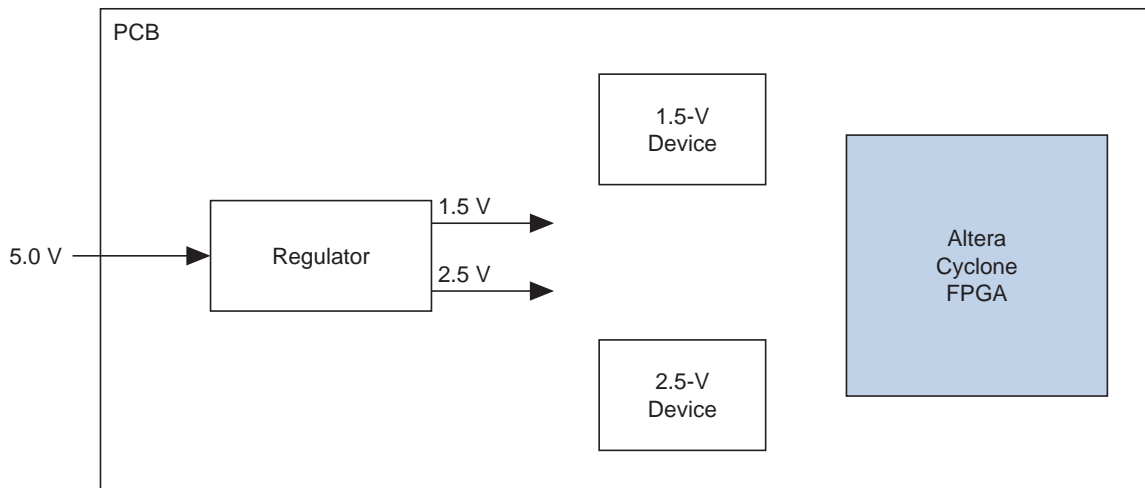 PCB
1.5-V
Device
1.5 V
5.0 V
Regulator
2.5 V
Altera
Cyclone
FPGA
2.5-V
Device